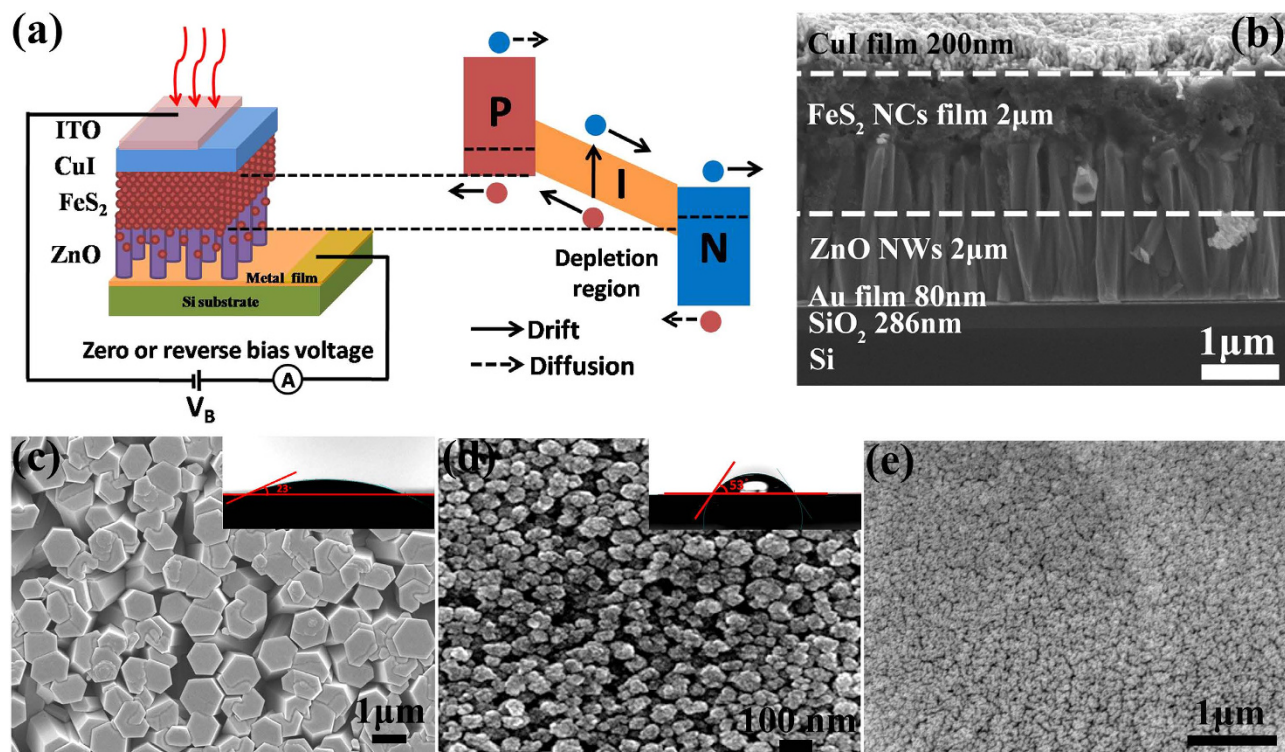 (a)
ITO
CuI
FeS₂
ZnO
Metal film
Si substrate
Zero or reverse bias voltage
A
V_B
P
I
N
Depletion
region
Drift
Diffusion
(b)
CuI film 200nm
FeS₂ NCs film 2μm
ZnO NWs 2μm
Au film 80nm
SiO₂ 286nm
Si
1μm
(c)
23°
1μm
(d)
53°
100 nm
(e)
1μm